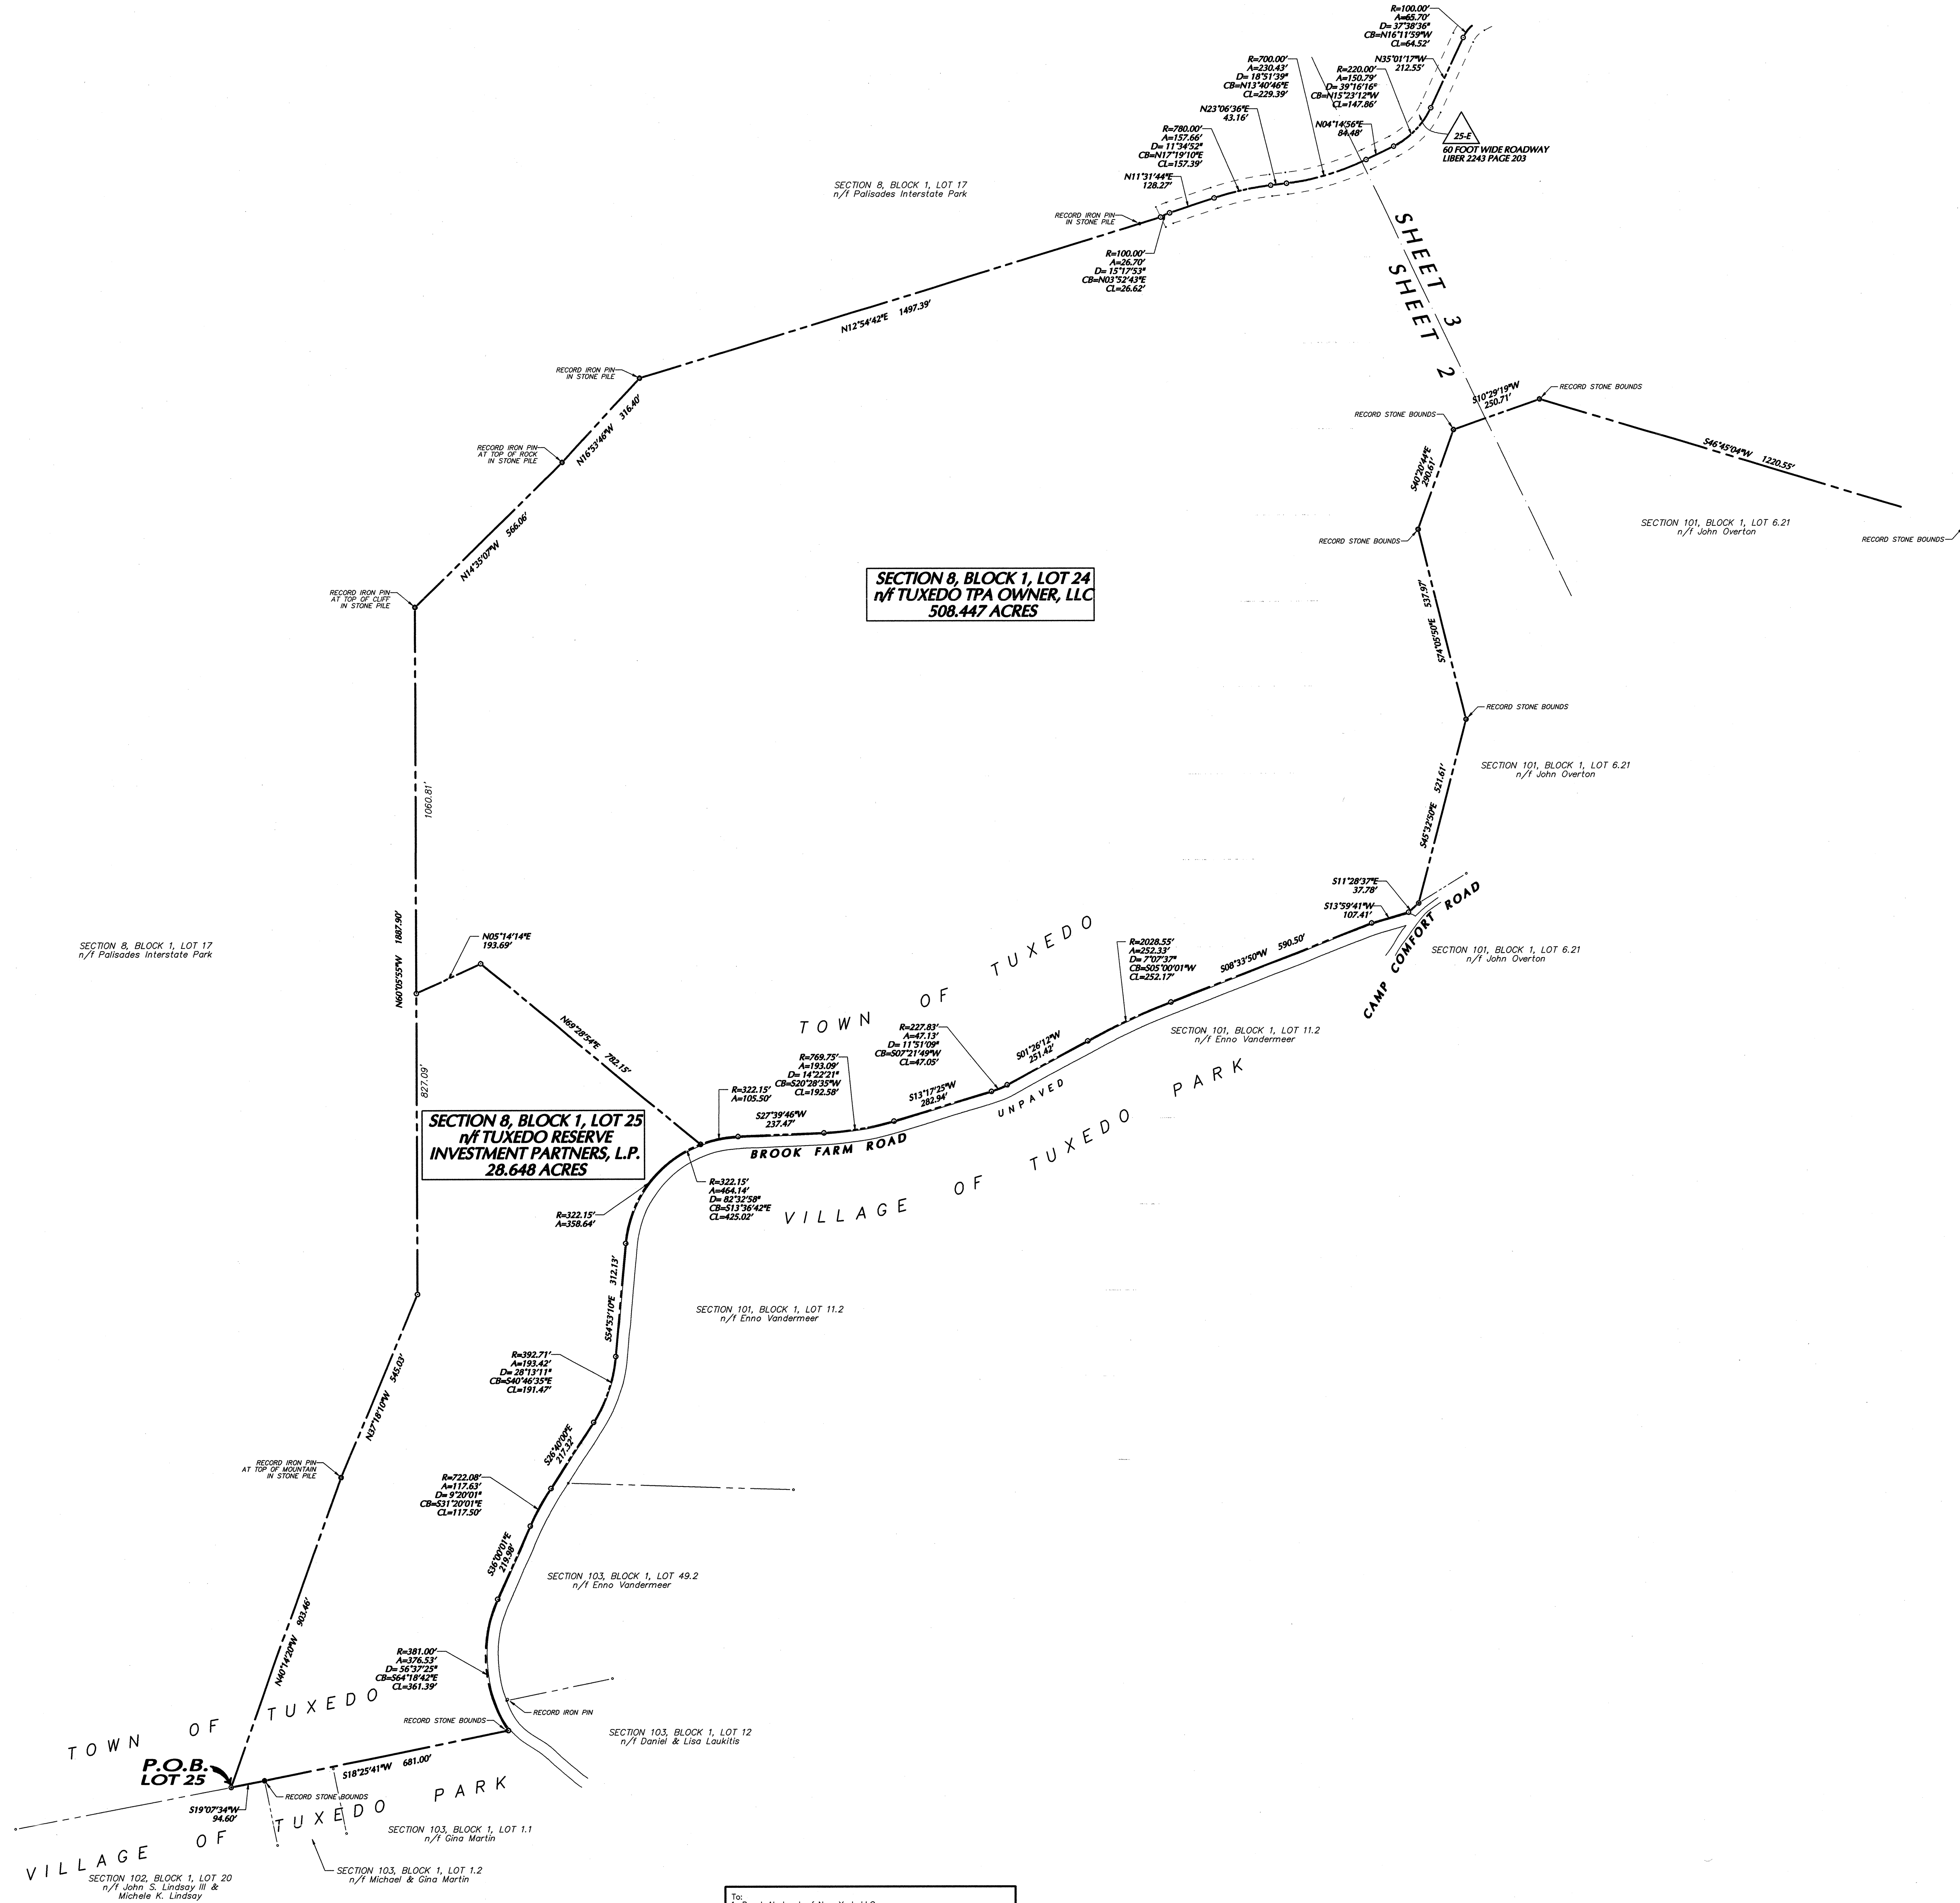 R=100.00'
A=65.70'
D= 37°38'36"
CB=N16°11'59"W
CL=64.52'
N35°01'17"W
212.55'
R=700.00'
A=230.43'
D= 18°51'39"
CB=N13°40'46"E
CL=229.39'
R=220.00'
A=150.79'
D= 39°16'16"
CB=N15°23'12"W
CL=147.86'
N23°06'36"E
43.16'
N04°14'56"E
84.48'
25-E
60 FOOT WIDE ROADWAY
LIBER 2243 PAGE 203
R=780.00'
A=157.66'
D= 11°34'52"
CB=N17°19'10"E
CL=157.39'
N11°31'44"E
128.27'
SECTION 8, BLOCK 1, LOT 17
n/f Palisades Interstate Park
RECORD IRON PIN
IN STONE PILE
R=100.00'
A=26.70'
D= 15°17'53"
CB=N03°52'43"E
CL=26.62'
SHEET 3
SHEET 2
N12°54'42"E 1497.39'
RECORD IRON PIN
IN STONE PILE
N16°53'46"W 316.40'
RECORD IRON PIN
AT TOP OF ROCK
IN STONE PILE
N14°35'07"W 566.06'
RECORD IRON PIN
AT TOP OF CLIFF
IN STONE PILE
S10°29'19"W
250.71'
RECORD STONE BOUNDS
RECORD STONE BOUNDS
S46°45'04"W 1220.55'
S40°20'44"E
290.61'
SECTION 101, BLOCK 1, LOT 6.21
n/f John Overton
RECORD STONE BOUNDS
RECORD STONE BOUNDS
SECTION 8, BLOCK 1, LOT 24
n/f TUXEDO TPA OWNER, LLC
508.447 ACRES
S74°05'50"E 537.97'
RECORD STONE BOUNDS
SECTION 101, BLOCK 1, LOT 6.21
n/f John Overton
S45°32'50"E 521.61'
1060.81'
N60°05'55"W 1887.90'
SECTION 8, BLOCK 1, LOT 17
n/f Palisades Interstate Park
N05°14'14"E
193.69'
N69°28'54"E 782.15'
827.09'
S11°28'37"E
37.78'
S13°59'41"W
107.41'
CAMP COMFORT ROAD
SECTION 101, BLOCK 1, LOT 6.21
n/f John Overton
TOWN OF TUXEDO
R=2028.55'
A=252.33'
D= 7°07'37"
CB=S05°00'01"W
CL=252.17'
S08°33'50"W 590.50'
R=227.83'
A=47.13'
D= 11°51'09"
CB=S07°21'49"W
CL=47.05'
S01°26'12"W
251.42'
SECTION 101, BLOCK 1, LOT 11.2
n/f Enno Vandermeer
R=769.75'
A=193.09'
D= 14°22'21"
CB=S20°28'35"W
CL=192.58'
R=322.15'
A=105.50'
S27°39'46"W
237.47'
S13°17'25"W
282.94'
UNPAVED
BROOK FARM ROAD
VILLAGE OF TUXEDO PARK
SECTION 8, BLOCK 1, LOT 25
n/f TUXEDO RESERVE
INVESTMENT PARTNERS, L.P.
28.648 ACRES
R=322.15'
A=464.14'
D= 82°32'58"
CB=S13°36'42"E
CL=425.02'
R=322.15'
A=358.64'
S54°53'10"E 312.13'
SECTION 101, BLOCK 1, LOT 11.2
n/f Enno Vandermeer
R=392.71'
A=193.42'
D= 28°13'11"
CB=S40°46'35"E
CL=191.47'
N37°18'10"W 545.03'
S26°40'00"E
217.32'
RECORD IRON PIN
AT TOP OF MOUNTAIN
IN STONE PILE
R=722.08'
A=117.63'
D= 9°20'01"
CB=S31°20'01"E
CL=117.50'
S36°00'01"E
219.98'
SECTION 103, BLOCK 1, LOT 49.2
n/f Enno Vandermeer
N40°14'20"W 903.46'
R=381.00'
A=376.53'
D= 56°37'25"
CB=S64°18'42"E
CL=361.39'
RECORD IRON PIN
RECORD STONE BOUNDS
SECTION 103, BLOCK 1, LOT 12
n/f Daniel & Lisa Laukitis
TOWN OF TUXEDO
P.O.B.
LOT 25
S18°25'41"W 681.00'
RECORD STONE BOUNDS
S19°07'34"W
94.60'
VILLAGE OF TUXEDO PARK
SECTION 103, BLOCK 1, LOT 1.1
n/f Gina Martin
SECTION 103, BLOCK 1, LOT 1.2
n/f Michael & Gina Martin
SECTION 102, BLOCK 1, LOT 20
n/f John S. Lindsay III &
Michele K. Lindsay
To: